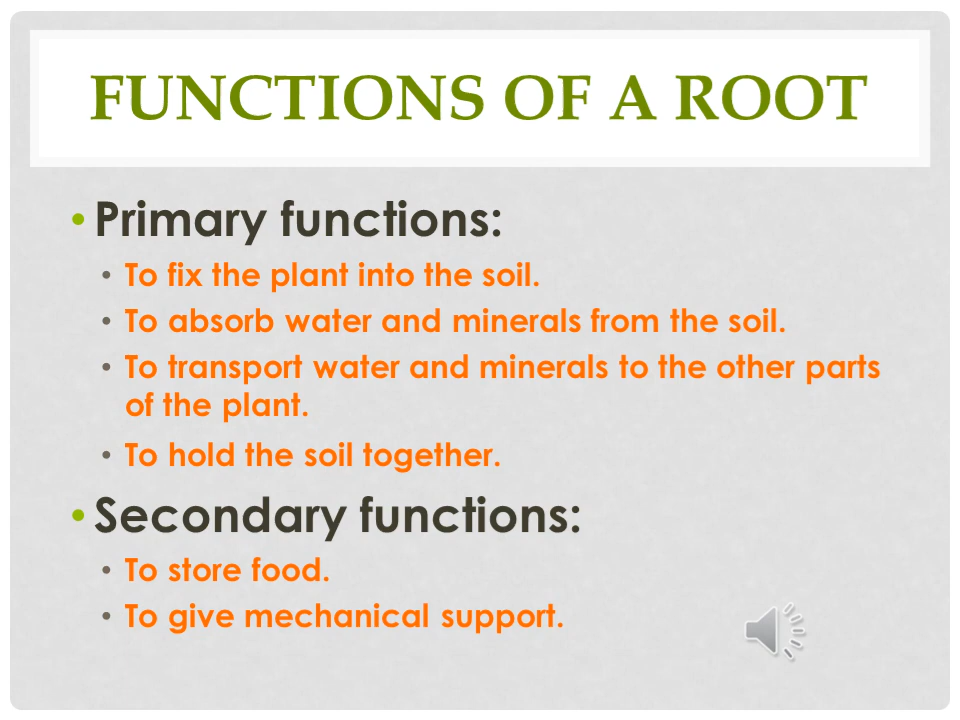 FUNCTIONS OF A ROOT
• Primary functions:
• To fix the plant into the soil.
• To absorb water and minerals from the soil.
• To transport water and minerals to the other parts
of the plant.
• To hold the soil together.
• Secondary functions:
• To store food.
• To give mechanical support.